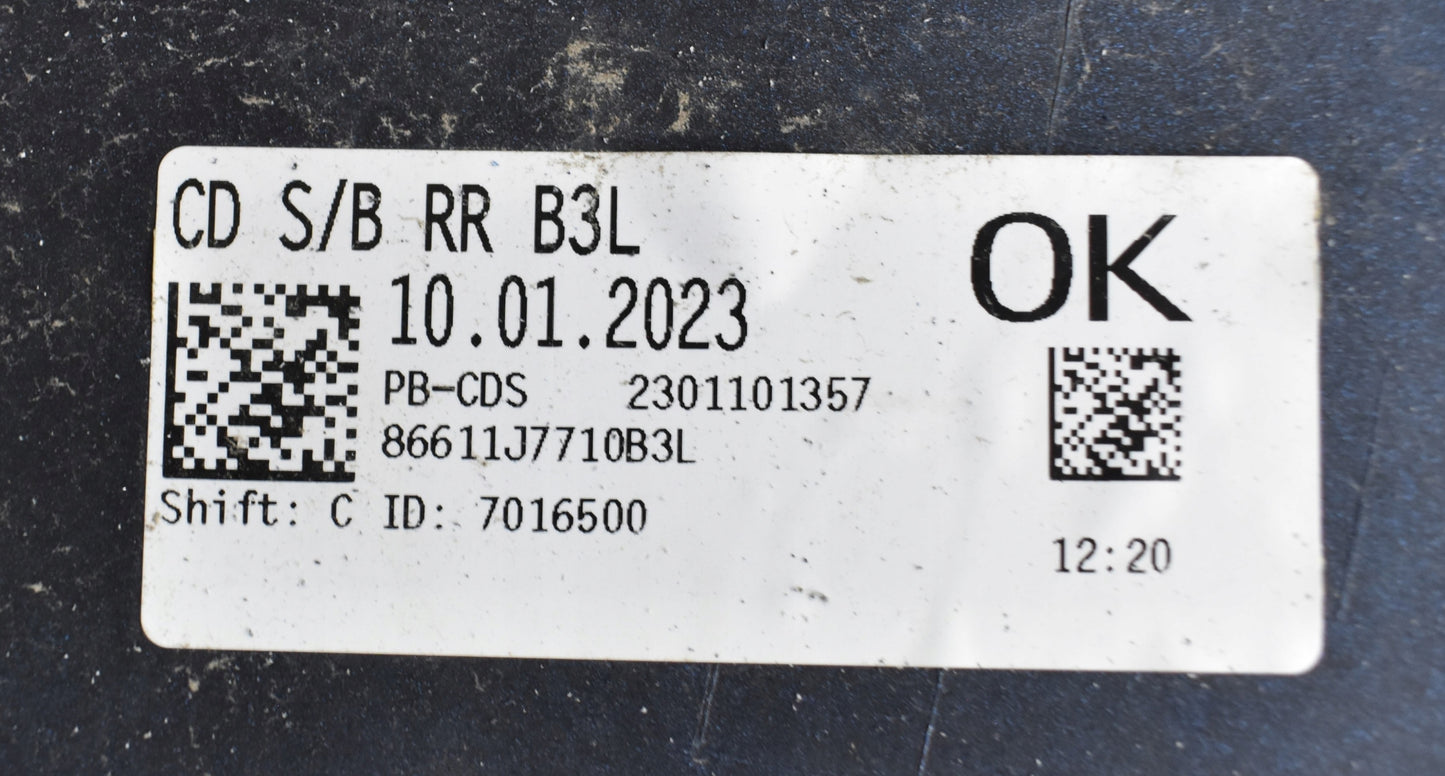 CD S/B RR B3L
OK
10.01.2023
PB-CDS 2301101357
86611J7710B3L
Shift: C ID: 7016500
12:20